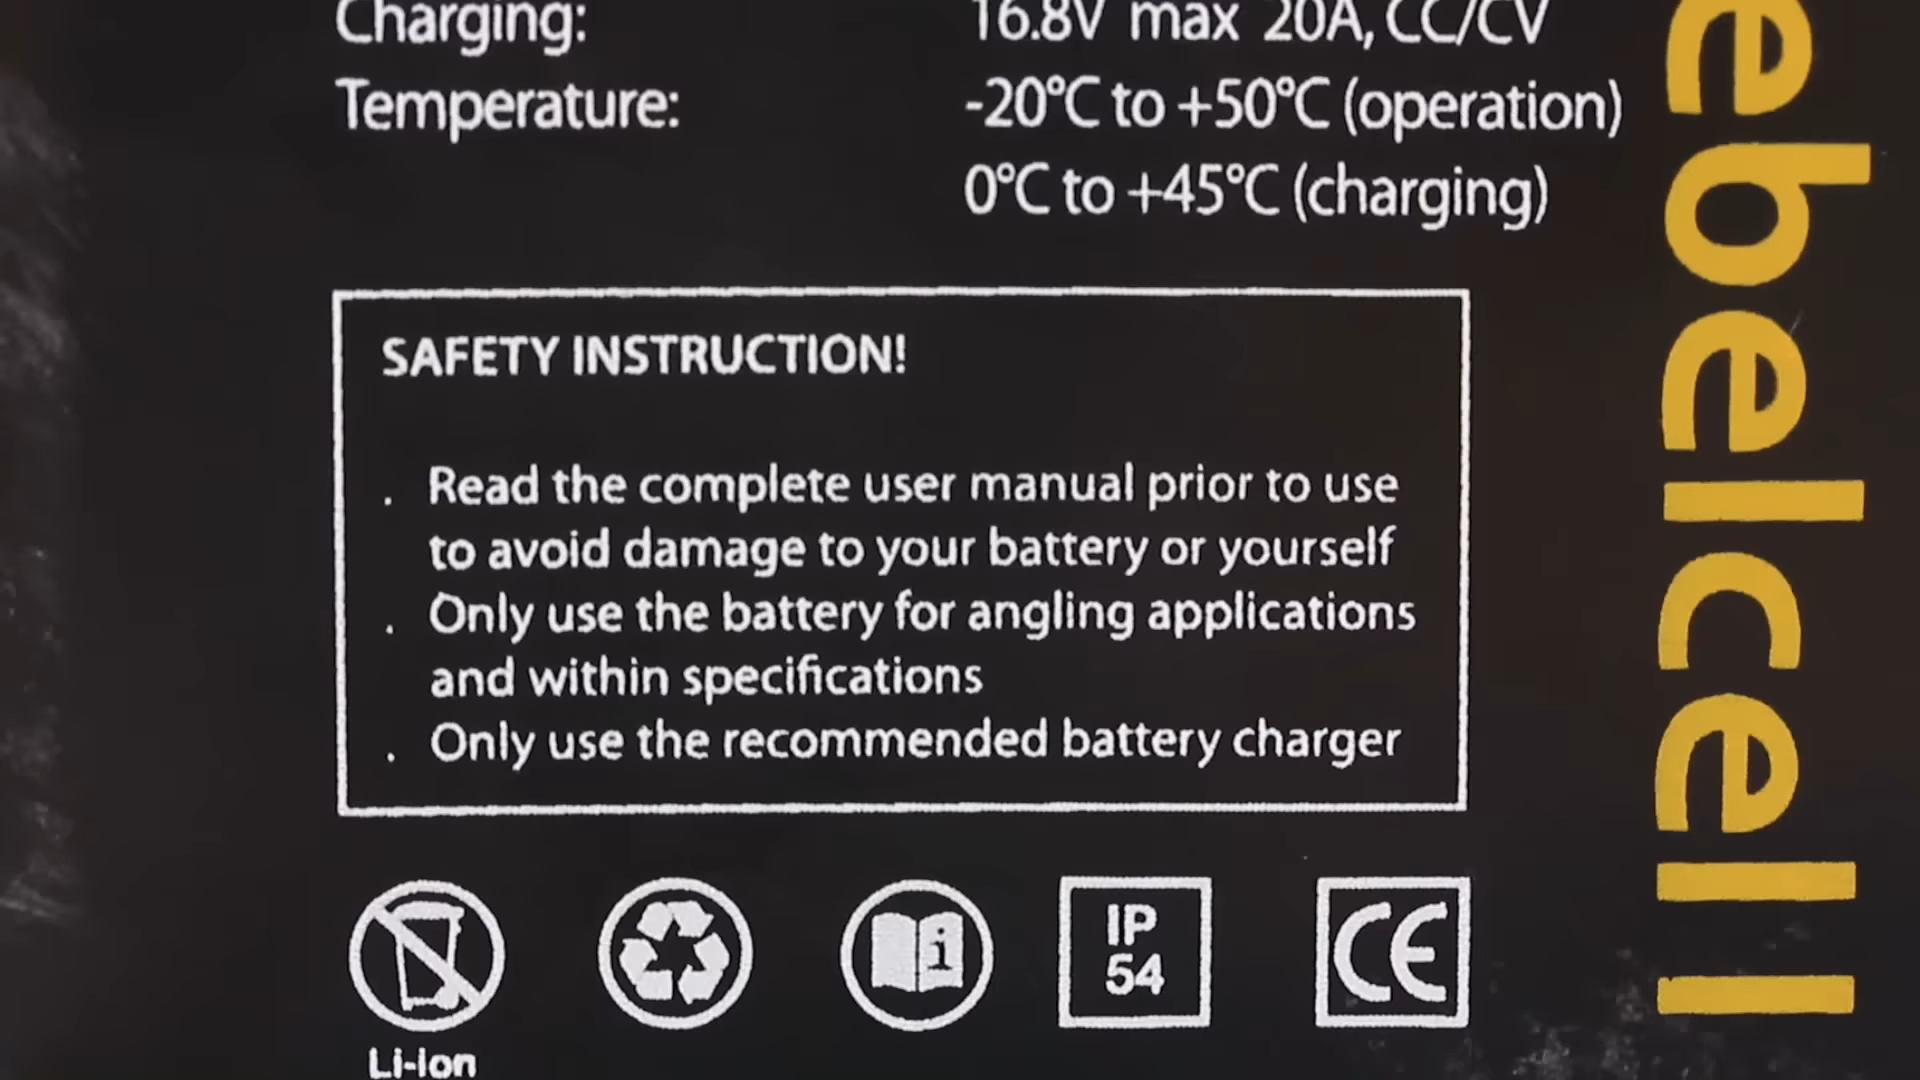 Charging: 16.8V max 20A, CC/CV
Temperature: -20°C to +50°C (operation)
0°C to +45°C (charging)
SAFETY INSTRUCTION!
. Read the complete user manual prior to use
to avoid damage to your battery or yourself
. Only use the battery for angling applications
and within specifications
. Only use the recommended battery charger
IP
54
CE
Li-Ion
ebelcell